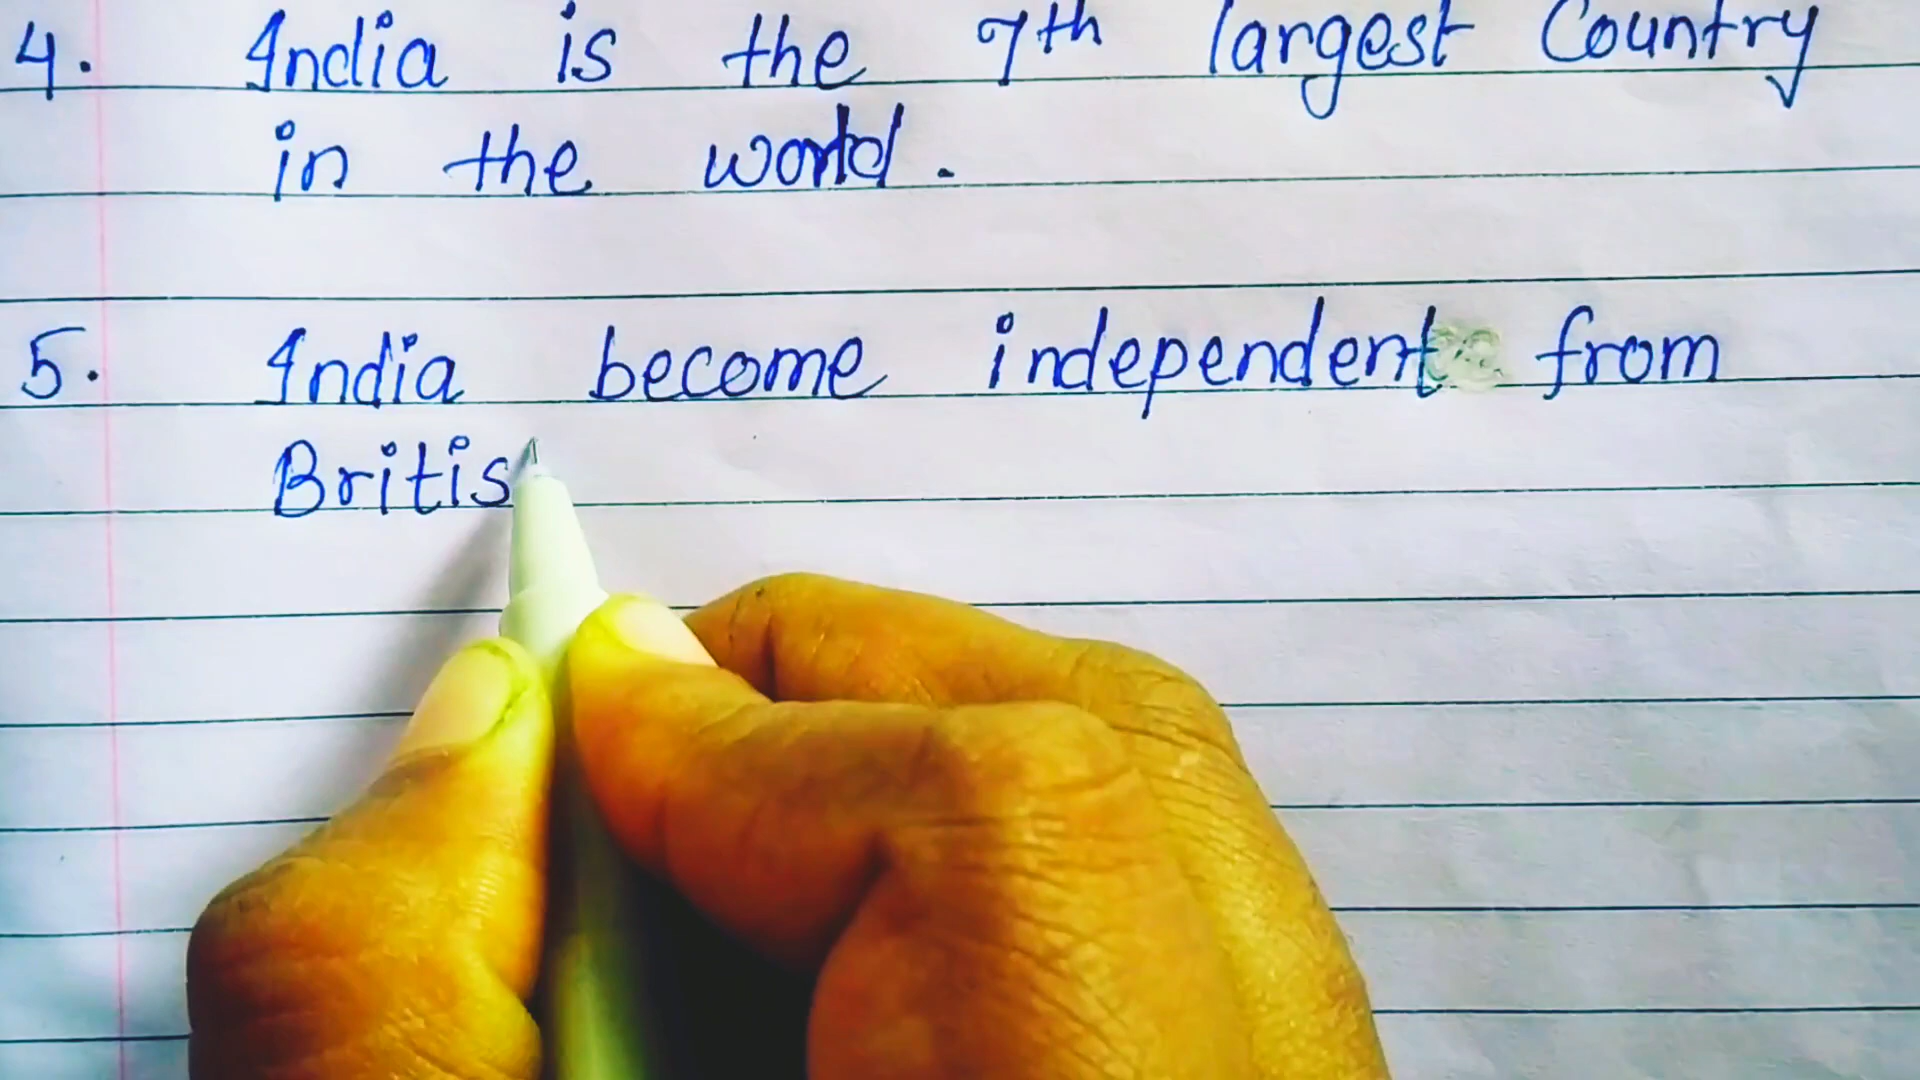 4. India is the 7th largest Country
in the world.
5. India become independent from
Britis